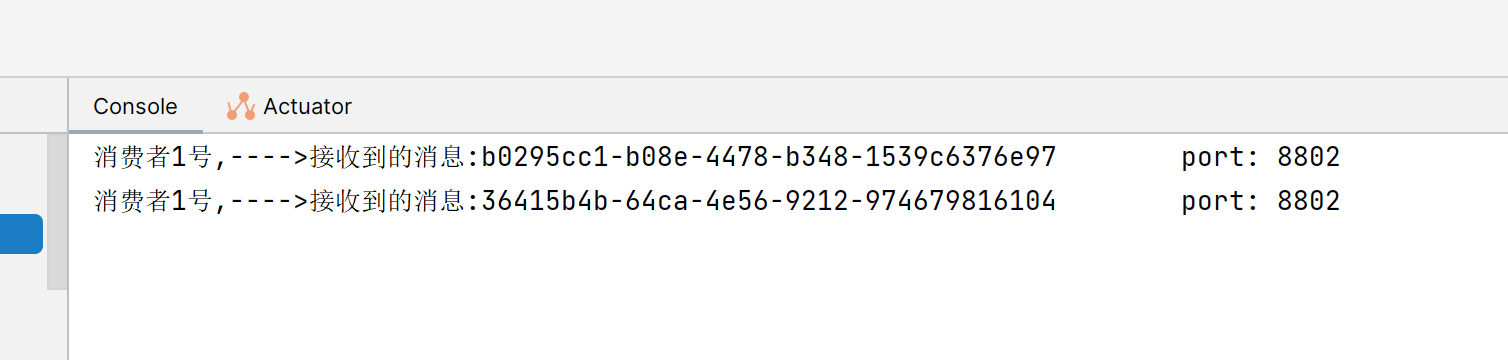 Console Actuator
消费者1号,---->接收到的消息:b0295cc1-b08e-4478-b348-1539c6376e97 port: 8802
消费者1号,---->接收到的消息:36415b4b-64ca-4e56-9212-974679816104 port: 8802